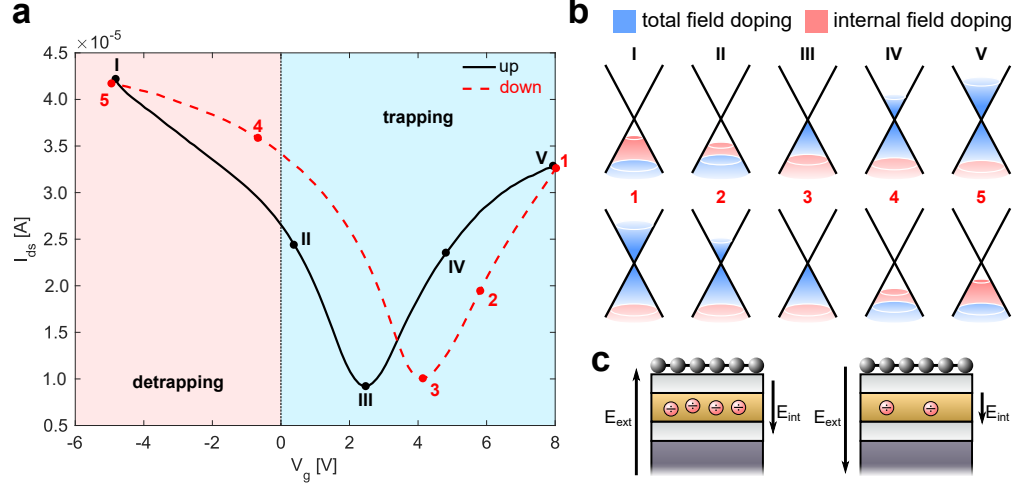 a
4.5 ×10⁻⁵
4.0
3.5
3.0
2.5
2.0
1.5
1.0
0.5
I_ds [A]
-6 -4 -2 0 2 4 6 8
V_g [V]
up
down
trapping
detrapping
I
II
III
IV
V
1
2
3
4
5
b
total field doping internal field doping
I II III IV V
1 2 3 4 5
c
E_ext E_int E_ext E_int
÷ ÷ ÷ ÷ ÷ ÷